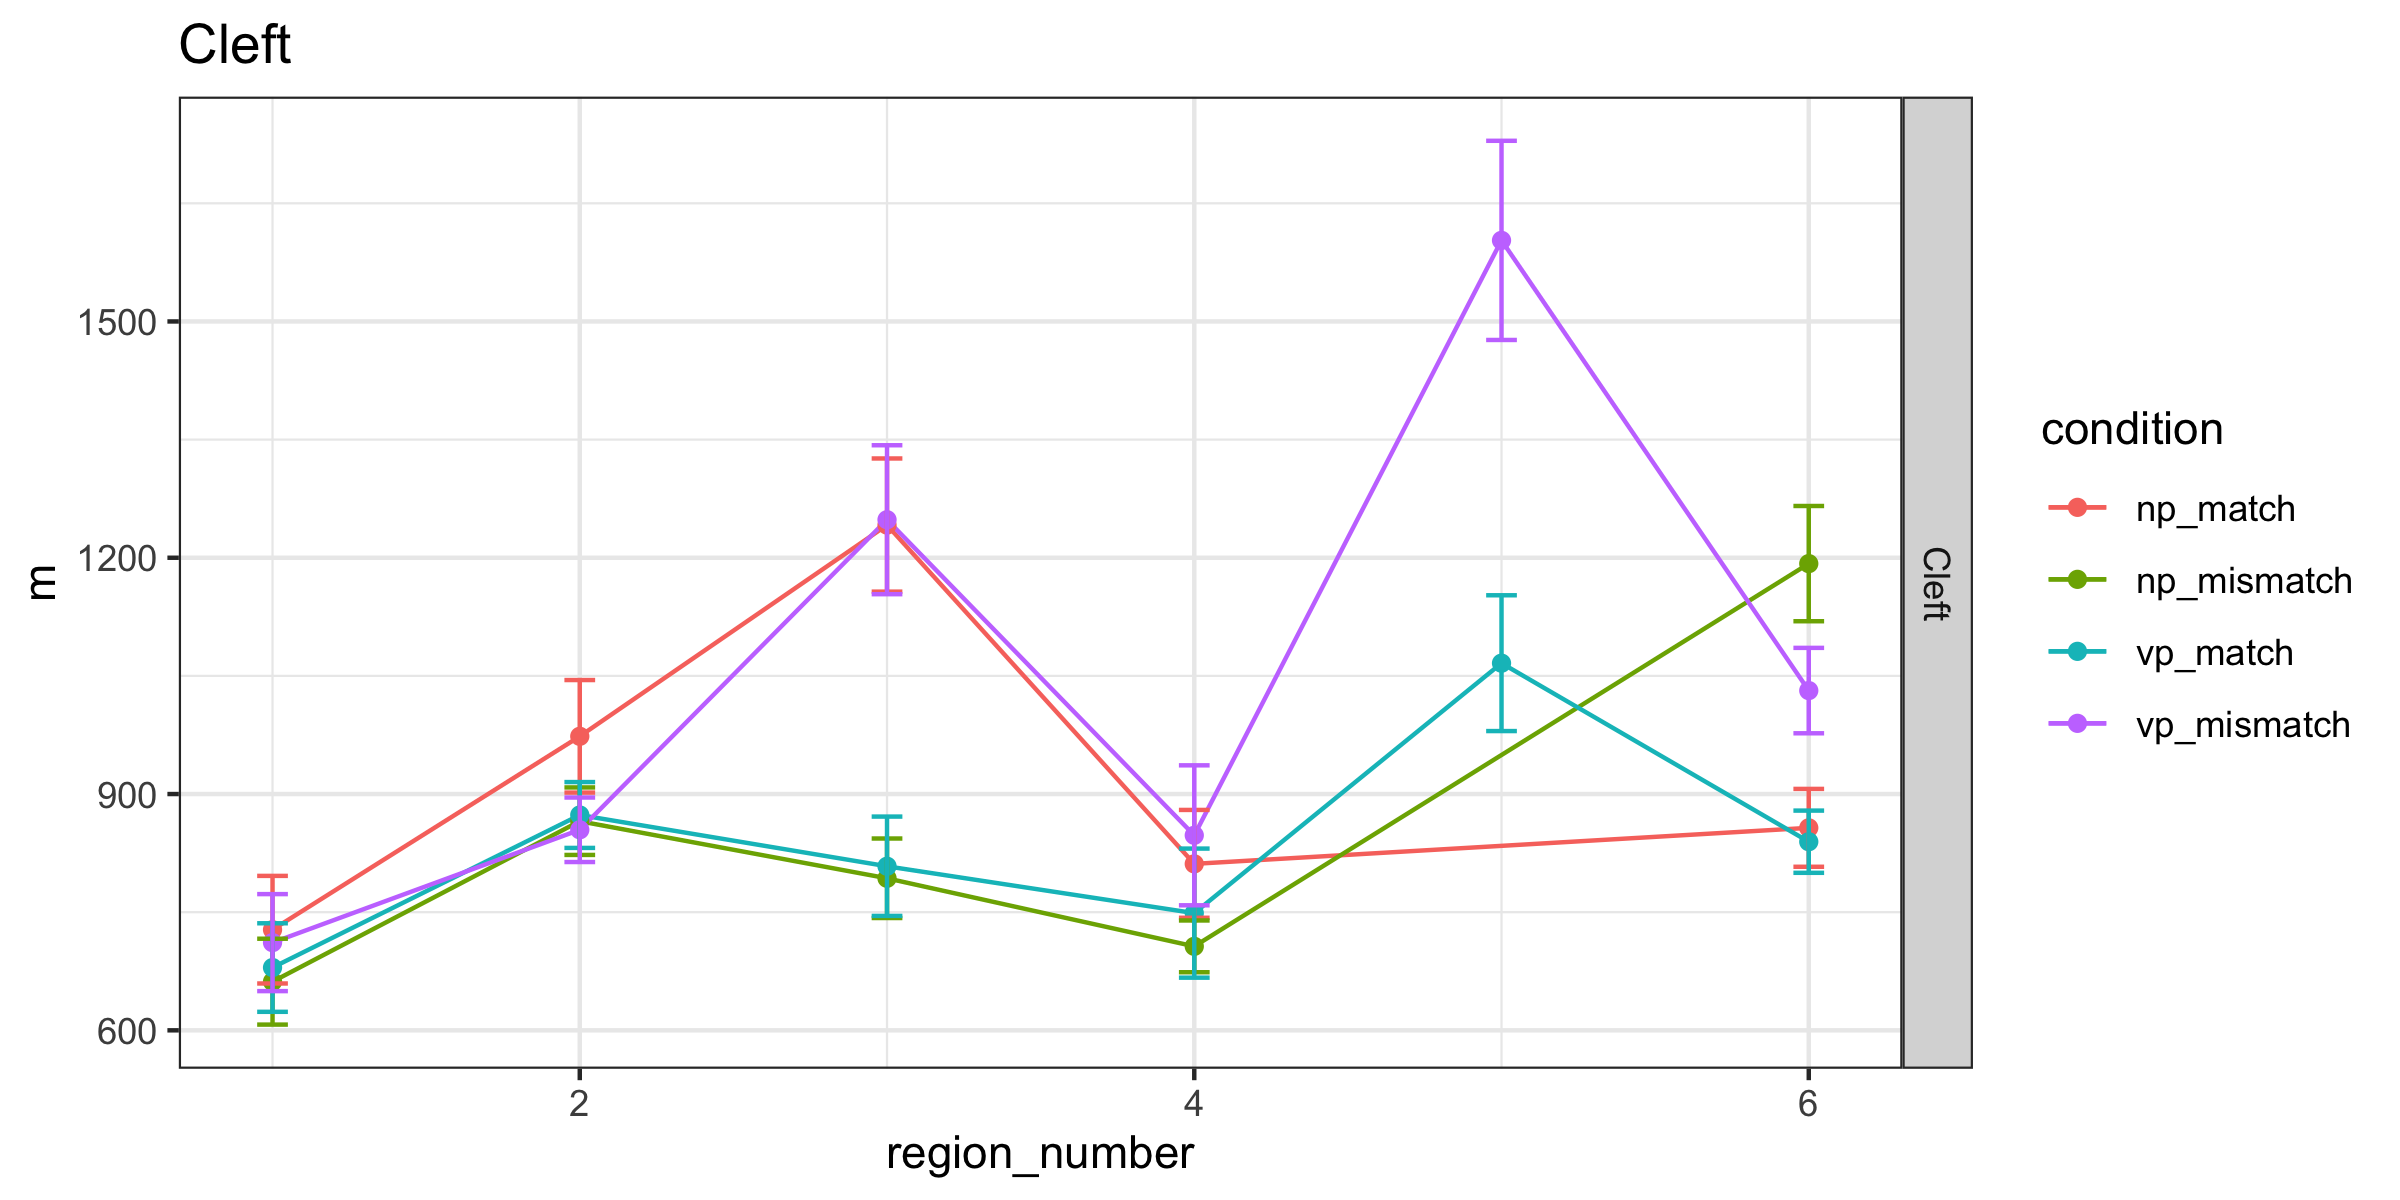 Cleft
1500
1200
900
600
m
2
4
6
region_number
Cleft
condition
np_match
np_mismatch
vp_match
vp_mismatch